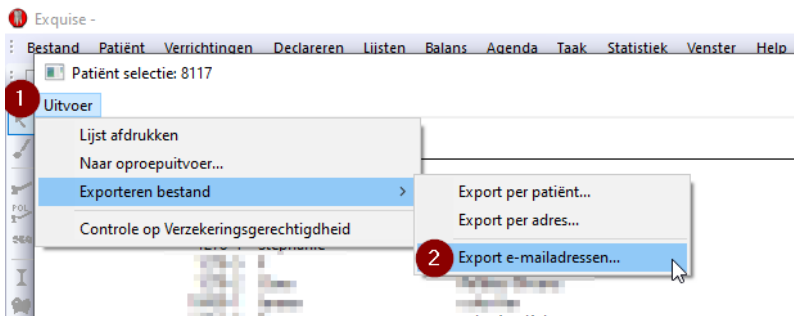 Exquise -
Bestand Patiënt Verrichtingen Declareren Lijsten Balans Agenda Taak Statistiek Venster Help
Patiënt selectie: 8117
1
Uitvoer
Lijst afdrukken
Naar oproepuitvoer...
Exporteren bestand >
Export per patiënt...
POL
Export per adres...
Controle op Verzekeringsgerechtigdheid
2 Export e-mailadressen...